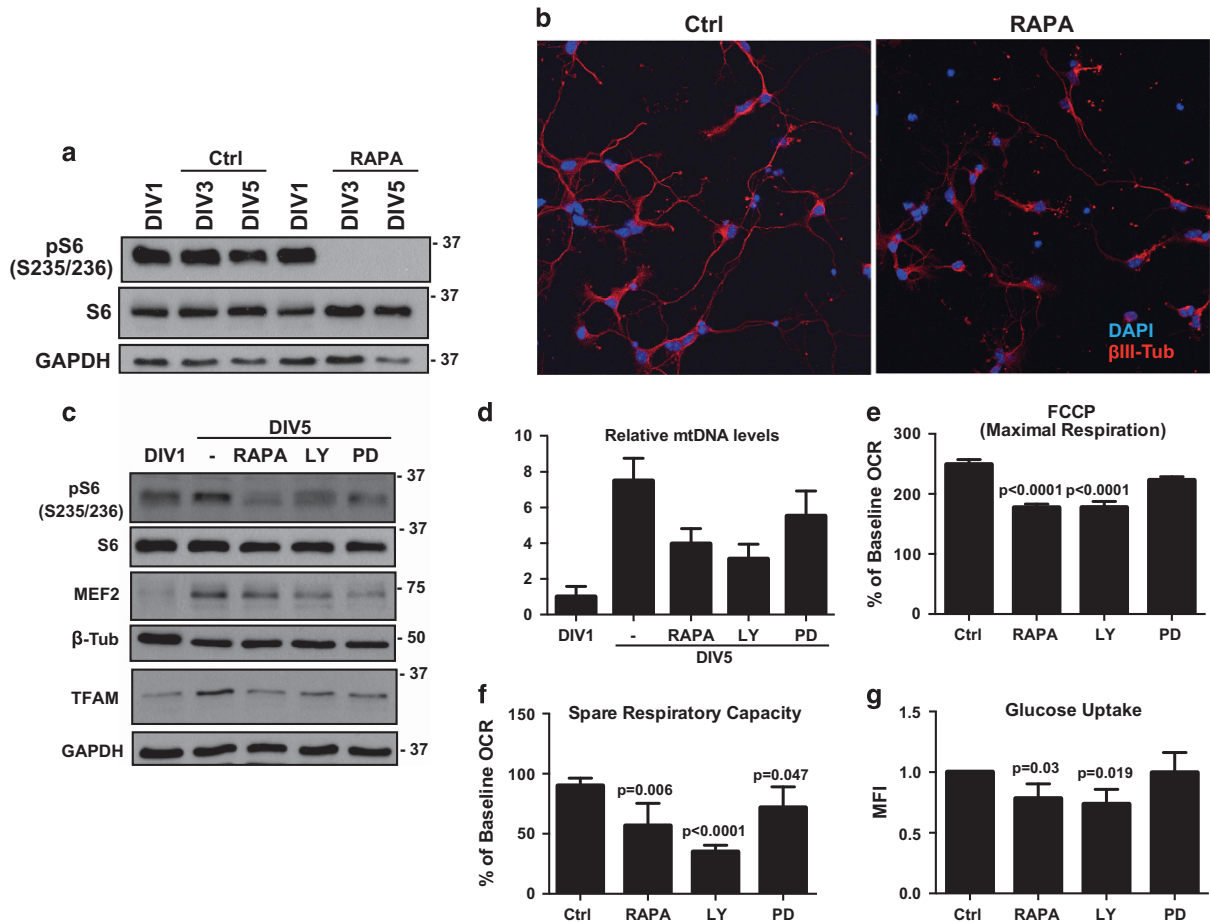 a
Ctrl RAPA
DIV1 DIV3 DIV5 DIV1 DIV3 DIV5
pS6
(S235/236)
- 37
S6
- 37
GAPDH
- 37
b
Ctrl RAPA
DAPI
βIII-Tub
c
DIV5
DIV1 - RAPA LY PD
pS6
(S235/236)
- 37
S6
- 37
MEF2
- 75
β-Tub
- 50
TFAM
- 37
GAPDH
- 37
d
Relative mtDNA levels
10
8
6
4
2
0
DIV1 - RAPA LY PD
DIV5
e
FCCP
(Maximal Respiration)
% of Baseline OCR
300
200
100
0
p<0.0001 p<0.0001
Ctrl RAPA LY PD
f
Spare Respiratory Capacity
% of Baseline OCR
150
100
50
0
p=0.006
p<0.0001
p=0.047
Ctrl RAPA LY PD
g
Glucose Uptake
MFI
1.5
1.0
0.5
0.0
p=0.03 p=0.019
Ctrl RAPA LY PD